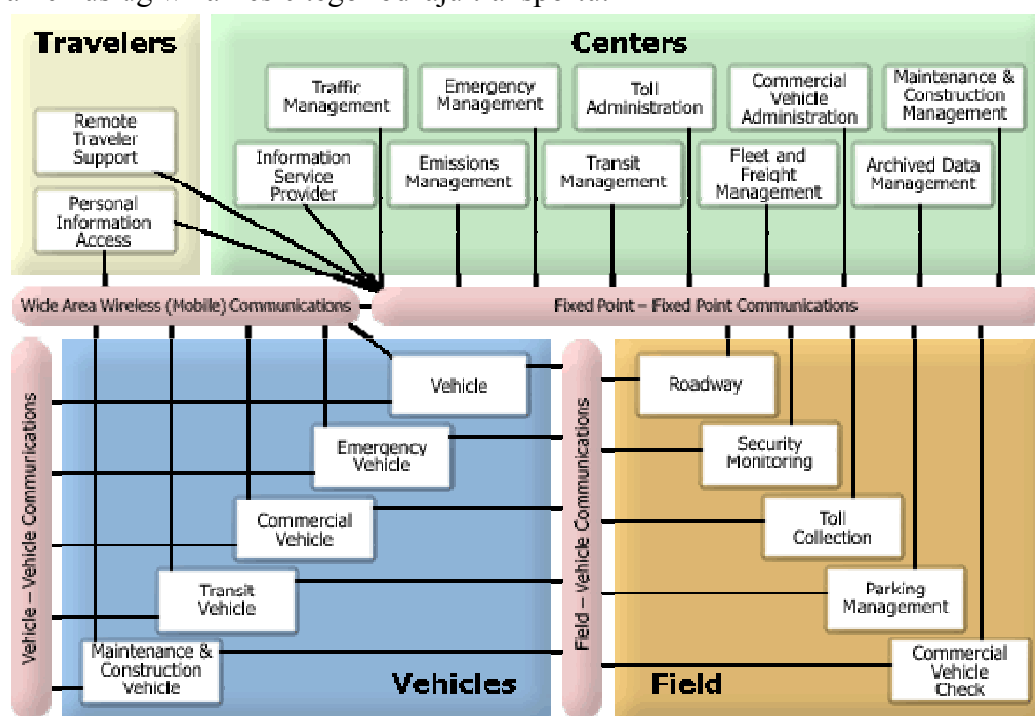 Travelers
Centers
Remote
Traveler
Support
Personal
Information
Access
Traffic
Management
Emergency
Management
Toll
Administration
Commercial
Vehicle
Administration
Maintenance &
Construction
Management
Information
Service
Provider
Emissions
Management
Transit
Management
Fleet and
Freight
Management
Archived Data
Management
Wide Area Wireless (Mobile) Communications
Fixed Point – Fixed Point Communications
Vehicle – Vehicle Communications
Vehicle
Emergency
Vehicle
Commercial
Vehicle
Transit
Vehicle
Maintenance &
Construction
Vehicle
Vehicles
Field – Vehicle Communications
Roadway
Security
Monitoring
Toll
Collection
Parking
Management
Commercial
Vehicle
Check
Field